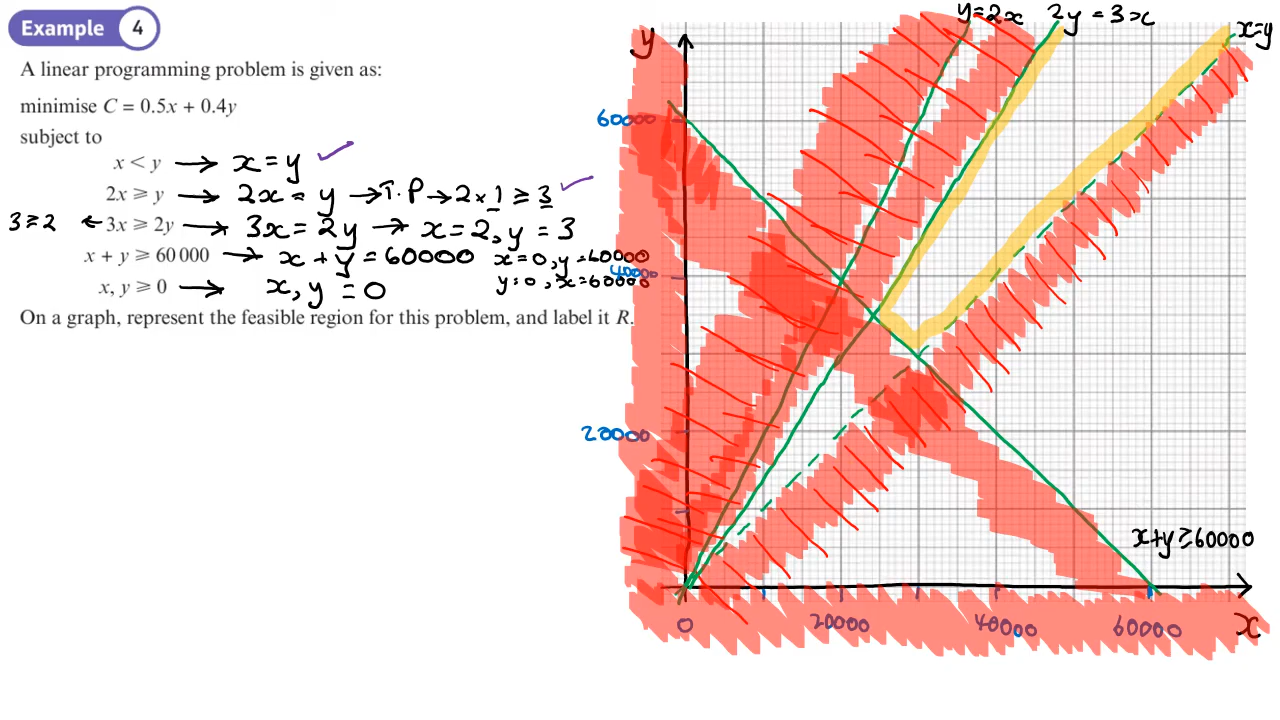 Example 4
A linear programming problem is given as:
minimise C = 0.5x + 0.4y
subject to
x < y → x = y ✓
2x ⩾ y → 2x = y → T.P → 2 × 1 ⩾ 3 ✓
3 ⩾ 2 ← 3x ⩾ 2y → 3x = 2y → x = 2, y = 3
x + y ⩾ 60 000 → x + y = 60000 x = 0, y = 60000
x, y ⩾ 0 → x, y = 0 y = 0, x = 60000
On a graph, represent the feasible region for this problem, and label it R.
y=2x 2y = 3x
x=y
y
60000
40000
20000
x+y ⩾ 60000
0 20000 40000 60000 x